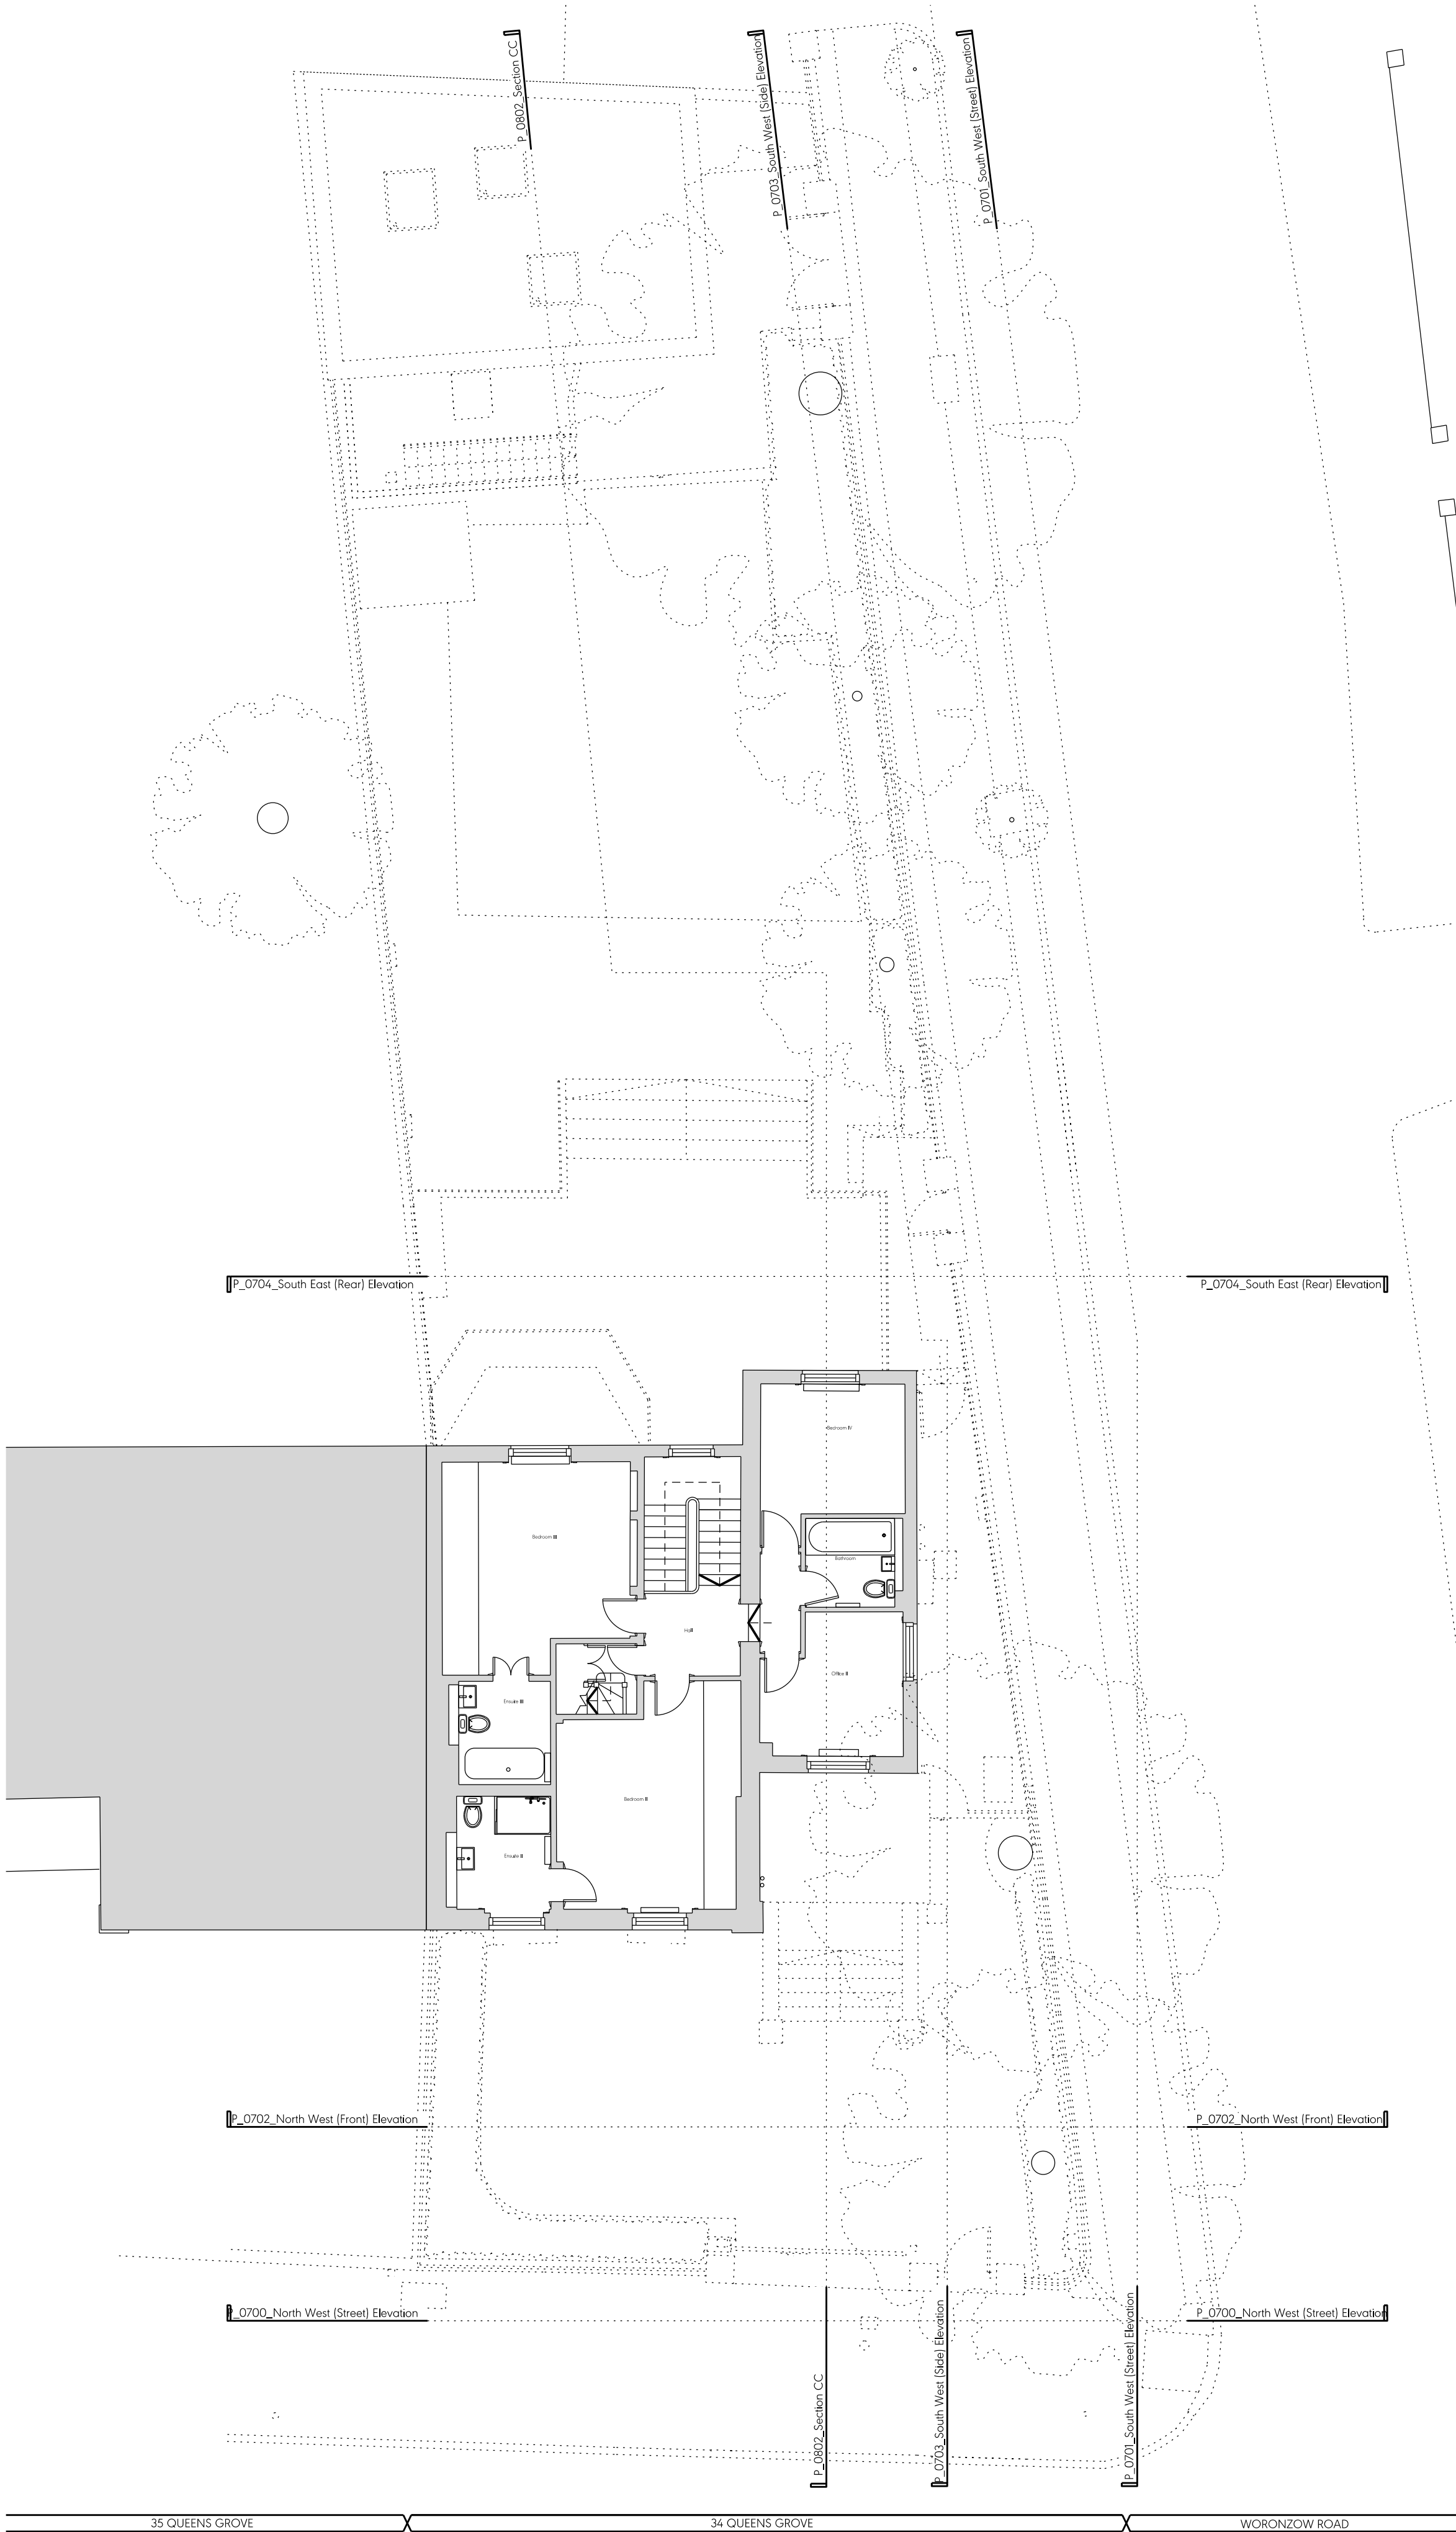 P_0802_Section CC
P_0703_South West (Side) Elevation
P_0701_South West (Street) Elevation
P_0704_South East (Rear) Elevation
P_0704_South East (Rear) Elevation
Bedroom IV
Bedroom III
Bathroom
Hall
Office II
Ensuite III
Bedroom II
Ensuite II
P_0702_North West (Front) Elevation
P_0702_North West (Front) Elevation
P_0700_North West (Street) Elevation
P_0700_North West (Street) Elevation
P_0802_Section CC
P_0703_South West (Side) Elevation
P_0701_South West (Street) Elevation
35 QUEENS GROVE
34 QUEENS GROVE
WORONZOW ROAD